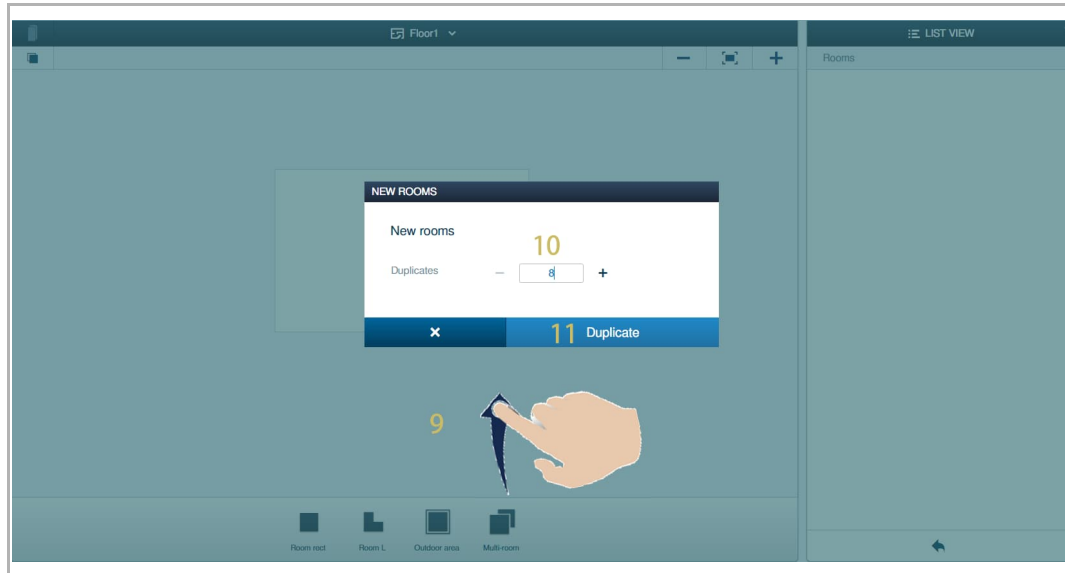 Floor1
LIST VIEW
Rooms
NEW ROOMS
New rooms
10
Duplicates − 8 +
11 Duplicate
9
Room rect Room L Outdoor area Multi-room